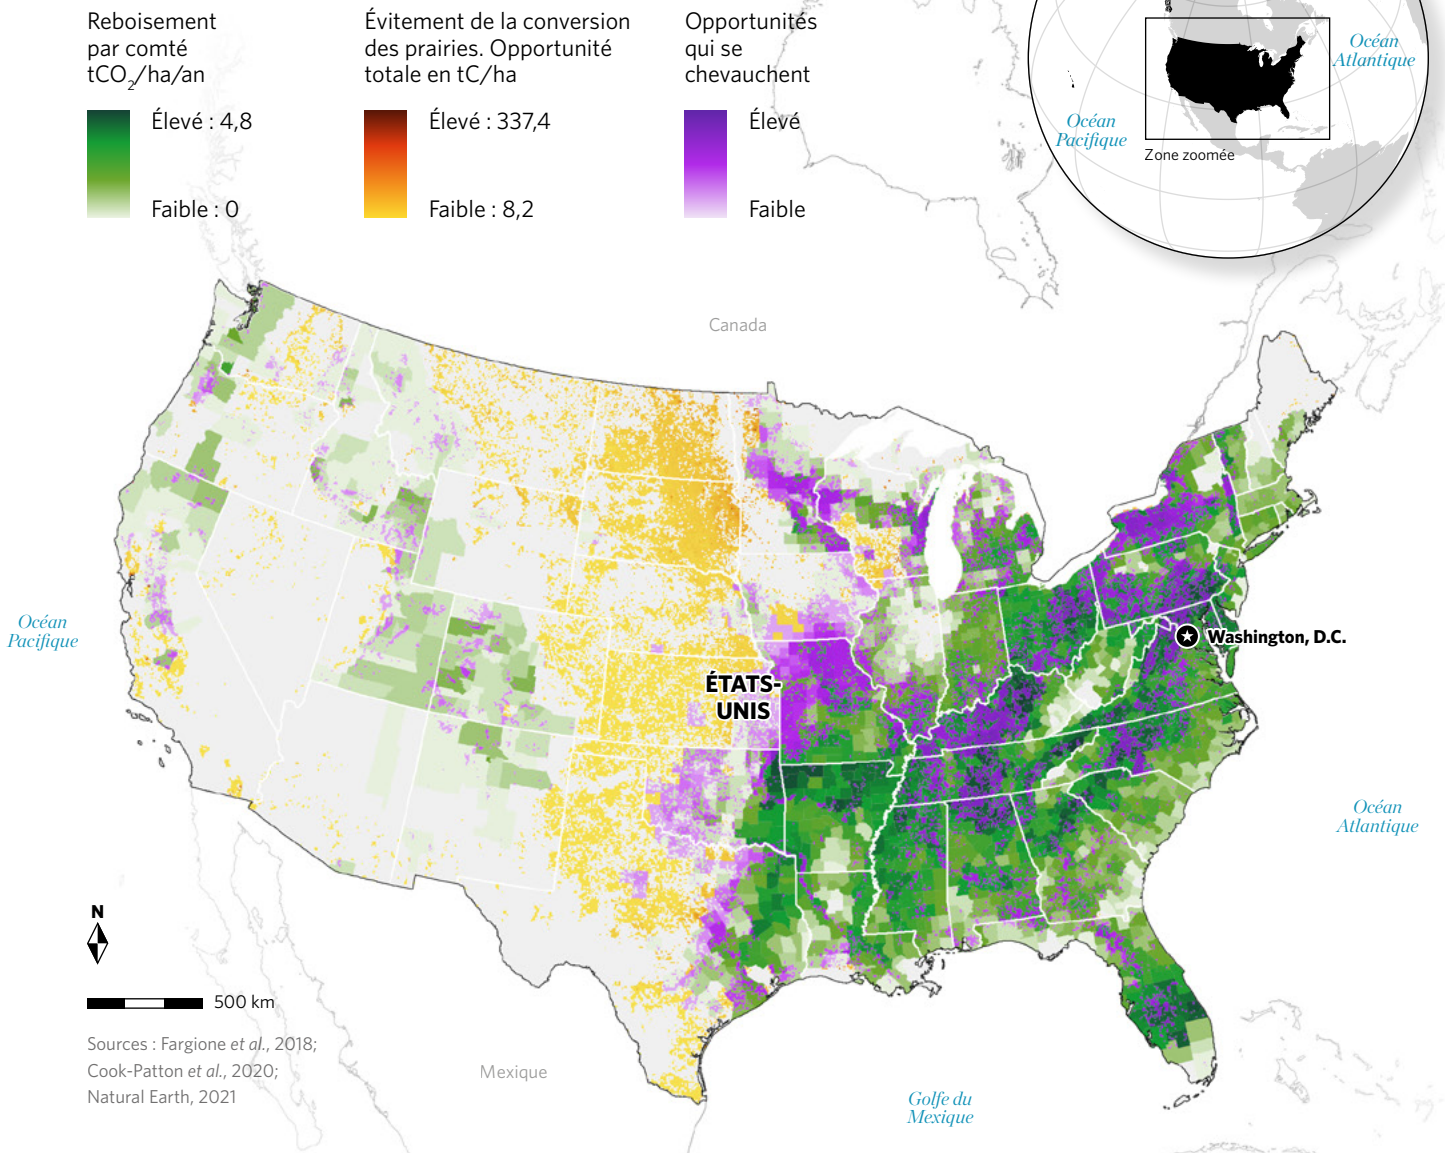 Reboisement
par comté
tCO₂/ha/an
Élevé : 4,8
Faible : 0
Évitement de la conversion
des prairies. Opportunité
totale en tC/ha
Élevé : 337,4
Faible : 8,2
Opportunités
qui se
chevauchent
Élevé
Faible
Océan
Atlantique
Océan
Pacifique
Zone zoomée
Canada
Océan
Pacifique
Washington, D.C.
ÉTATS-
UNIS
Océan
Atlantique
N
500 km
Sources : Fargione et al., 2018;
Cook-Patton et al., 2020;
Natural Earth, 2021
Mexique
Golfe du
Mexique